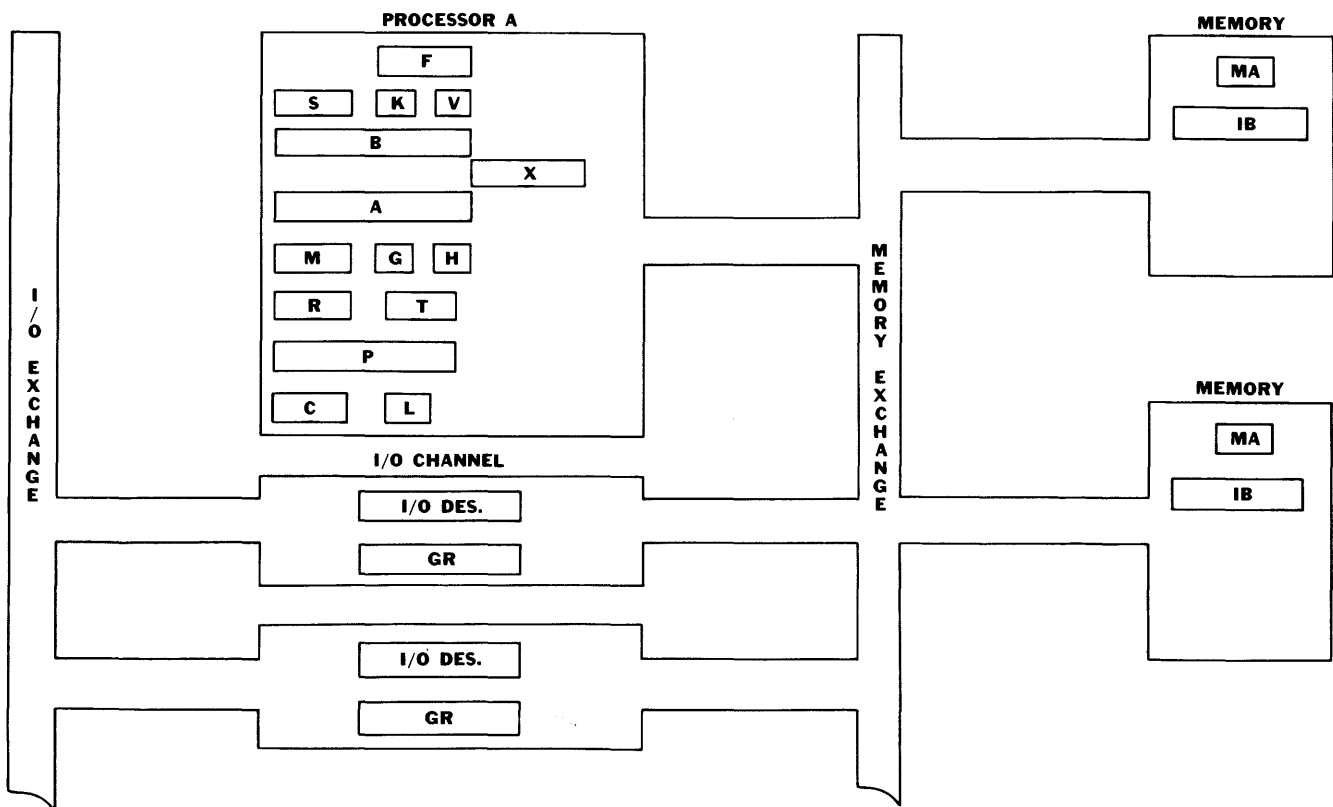 PROCESSOR A
F
S K V
B
X
A
M G H
R T
P
C L
I/O EXCHANGE
I/O CHANNEL
I/O DES.
GR
I/O DES.
GR
MEMORY EXCHANGE
MEMORY
MA
IB
MEMORY
MA
IB